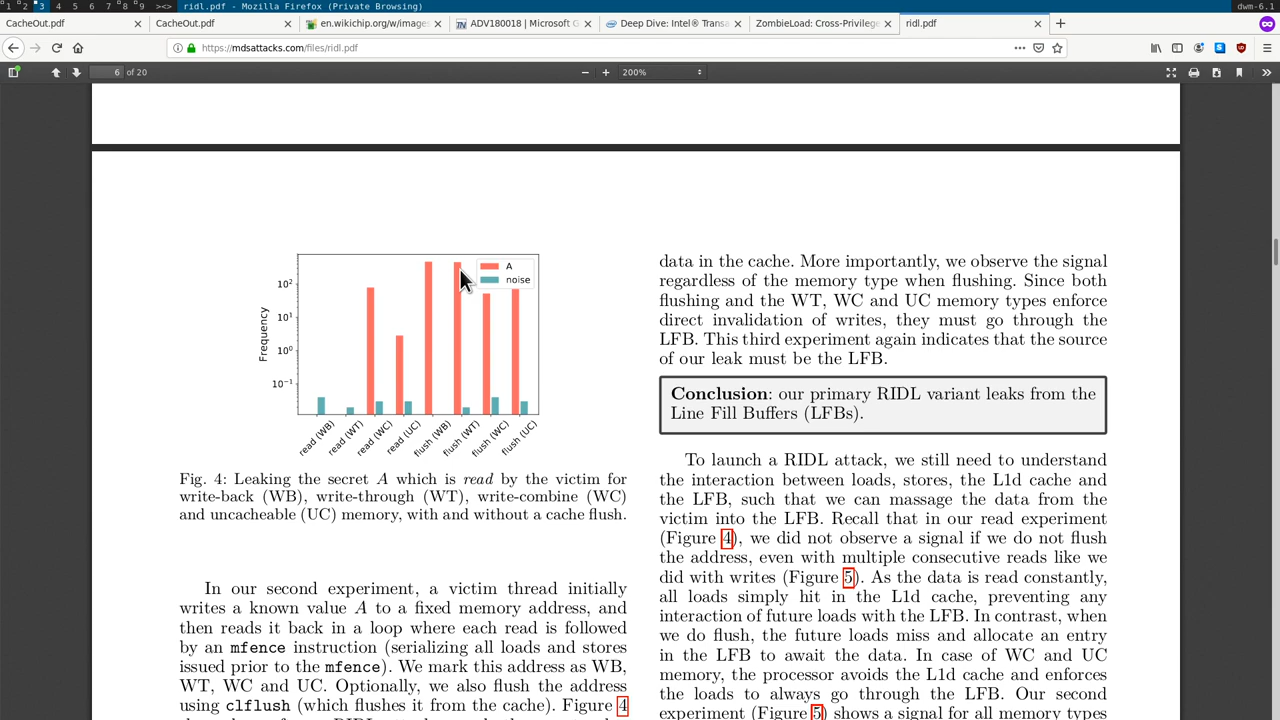 1 2 3 4 5 6 7 8 9 ><> ridl.pdf - Mozilla Firefox (Private Browsing) dwm-6.1
CacheOut.pdf × CacheOut.pdf × en.wikichip.org/w/images × ADV180018 | Microsoft G × Deep Dive: Intel® Transa × ZombieLoad: Cross-Privilege × ridl.pdf × +
https://mdsattacks.com/files/ridl.pdf
6 of 20 − + 200%
10²
10¹
10⁰
10⁻¹
Frequency
A
noise
read (WB) read (WT) read (WC) read (UC) flush (WB) flush (WT) flush (WC) flush (UC)
Fig. 4: Leaking the secret A which is read by the victim for
write-back (WB), write-through (WT), write-combine (WC)
and uncacheable (UC) memory, with and without a cache flush.
In our second experiment, a victim thread initially
writes a known value A to a fixed memory address, and
then reads it back in a loop where each read is followed
by an mfence instruction (serializing all loads and stores
issued prior to the mfence). We mark this address as WB,
WT, WC and UC. Optionally, we also flush the address
using clflush (which flushes it from the cache). Figure 4
data in the cache. More importantly, we observe the signal
regardless of the memory type when flushing. Since both
flushing and the WT, WC and UC memory types enforce
direct invalidation of writes, they must go through the
LFB. This third experiment again indicates that the source
of our leak must be the LFB.
Conclusion: our primary RIDL variant leaks from the
Line Fill Buffers (LFBs).
To launch a RIDL attack, we still need to understand
the interaction between loads, stores, the L1d cache and
the LFB, such that we can massage the data from the
victim into the LFB. Recall that in our read experiment
(Figure 4), we did not observe a signal if we do not flush
the address, even with multiple consecutive reads like we
did with writes (Figure 5). As the data is read constantly,
all loads simply hit in the L1d cache, preventing any
interaction of future loads with the LFB. In contrast, when
we do flush, the future loads miss and allocate an entry
in the LFB to await the data. In case of WC and UC
memory, the processor avoids the L1d cache and enforces
the loads to always go through the LFB. Our second
experiment (Figure 5) shows a signal for all memory types